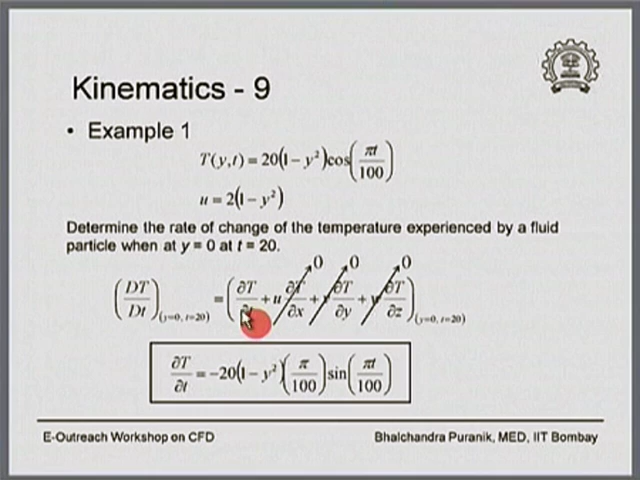 Kinematics - 9
• Example 1
T(y,t) = 20(1 − y²)cos(πt/100)
u = 2(1 − y²)
Determine the rate of change of the temperature experienced by a fluid
particle when at y = 0 at t = 20.
0 0 0
(DT/Dt)(y=0, t=20) = (∂T/∂t + u ∂T/∂x + v ∂T/∂y + w ∂T/∂z)(y=0, t=20)
∂T/∂t = −20(1 − y²)(π/100)sin(πt/100)
E-Outreach Workshop on CFD
Bhalchandra Puranik, MED, IIT Bombay